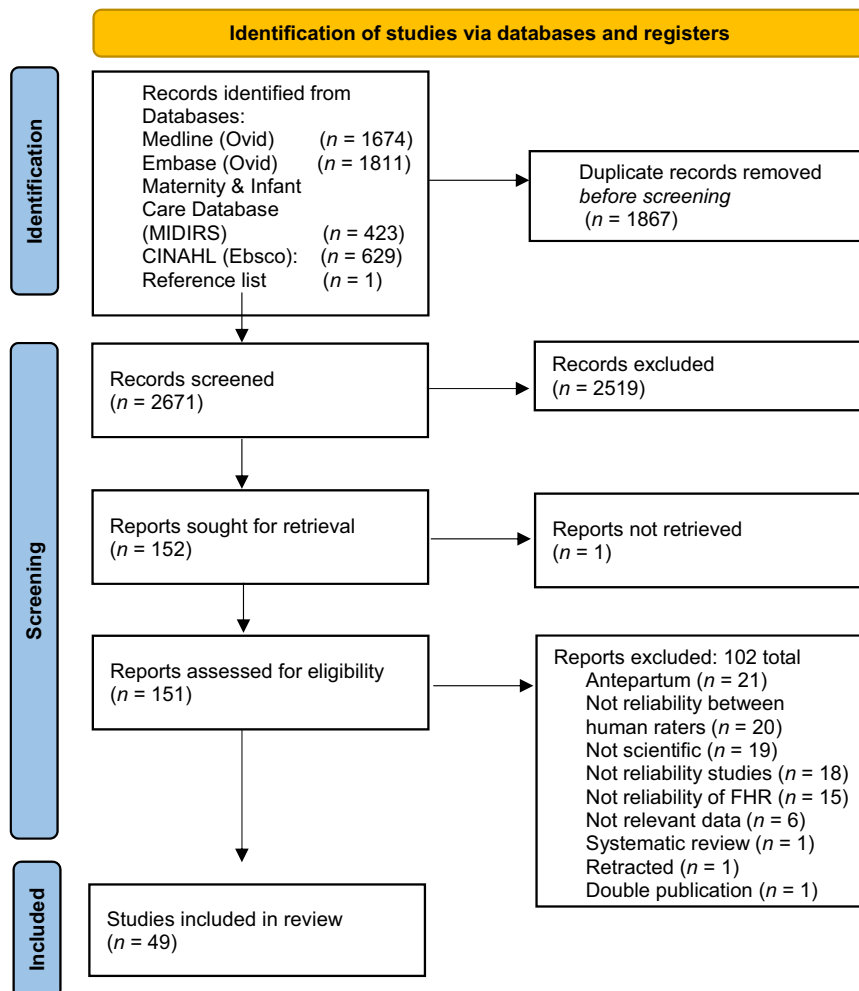 Identification of studies via databases and registers
Identification
Records identified from
Databases:
Medline (Ovid) (n = 1674)
Embase (Ovid) (n = 1811)
Maternity & Infant
Care Database
(MIDIRS) (n = 423)
CINAHL (Ebsco): (n = 629)
Reference list (n = 1)
Duplicate records removed
before screening
(n = 1867)
Screening
Records screened
(n = 2671)
Records excluded
(n = 2519)
Reports sought for retrieval
(n = 152)
Reports not retrieved
(n = 1)
Reports assessed for eligibility
(n = 151)
Reports excluded: 102 total
Antepartum (n = 21)
Not reliability between
human raters (n = 20)
Not scientific (n = 19)
Not reliability studies (n = 18)
Not reliability of FHR (n = 15)
Not relevant data (n = 6)
Systematic review (n = 1)
Retracted (n = 1)
Double publication (n = 1)
Included
Studies included in review
(n = 49)